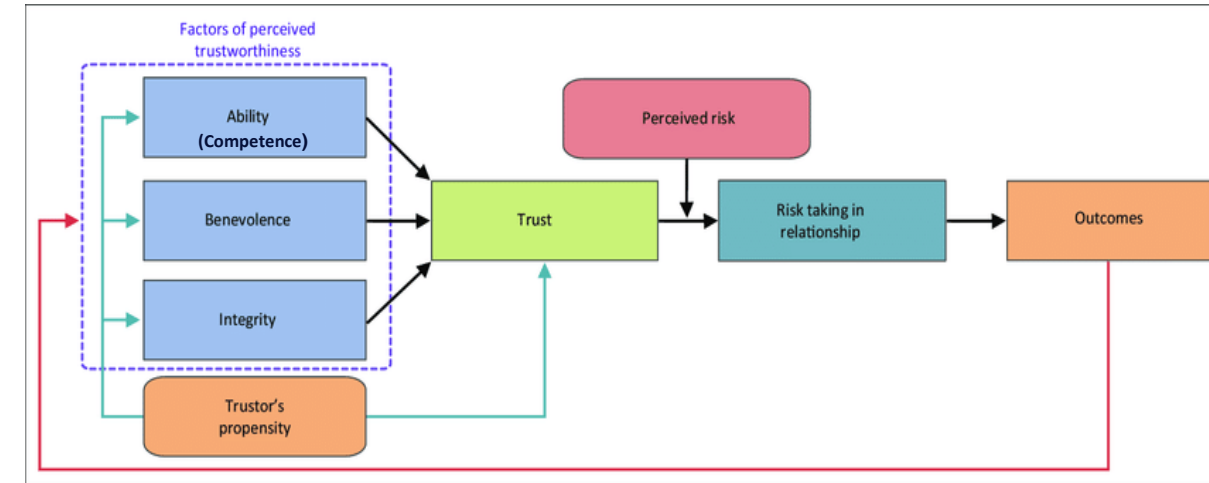 Factors of perceived
trustworthiness
Ability
(Competence)
Perceived risk
Benevolence
Trust
Risk taking in
relationship
Outcomes
Integrity
Trustor’s
propensity